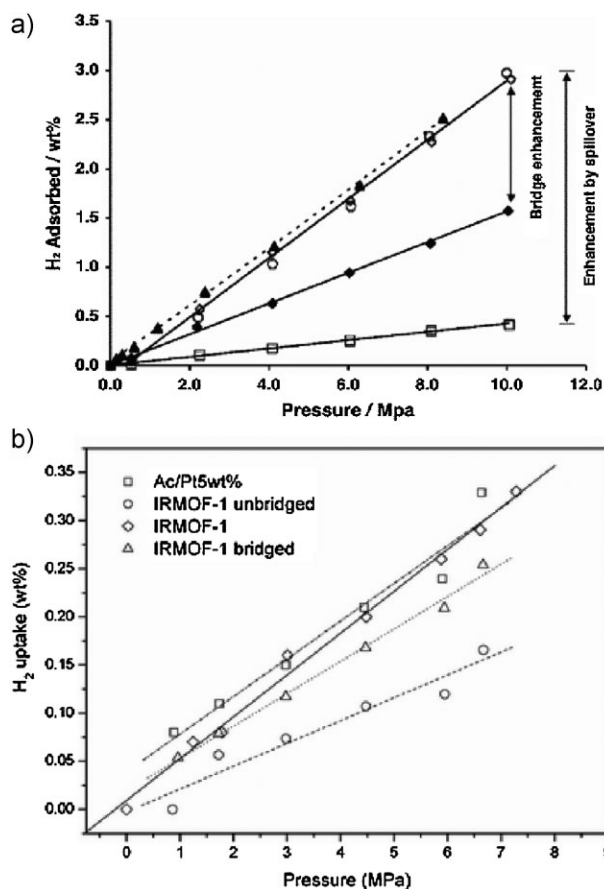 a)
3.5
3.0
2.5
2.0
1.5
1.0
0.5
0.0
H₂ Adsorbed / wt%
Bridge enhancement
Enhancement by spillover
0.0 2.0 4.0 6.0 8.0 10.0 12.0
Pressure / Mpa
b)
0.35
0.30
0.25
0.20
0.15
0.10
0.05
0.00
H₂ uptake (wt%)
Ac/Pt5wt%
IRMOF-1 unbridged
IRMOF-1
IRMOF-1 bridged
0 1 2 3 4 5 6 7 8 9
Pressure (MPa)